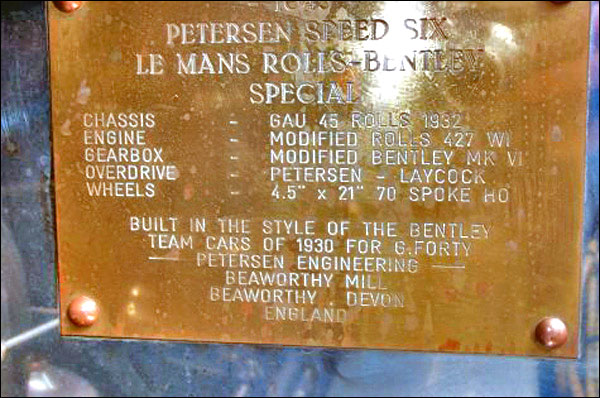 PETERSEN SPEED SIX
LE MANS ROLLS-BENTLEY
SPECIAL
CHASSIS - GAU 45 ROLLS 1932
ENGINE - MODIFIED ROLLS 427 WI
GEARBOX - MODIFIED BENTLEY MK VI
OVERDRIVE - PETERSEN - LAYCOCK
WHEELS - 4.5" x 21" 70 SPOKE HO
BUILT IN THE STYLE OF THE BENTLEY
TEAM CARS OF 1930 FOR G.FORTY
— PETERSEN ENGINEERING —
BEAWORTHY MILL
BEAWORTHY . DEVON
ENGLAND